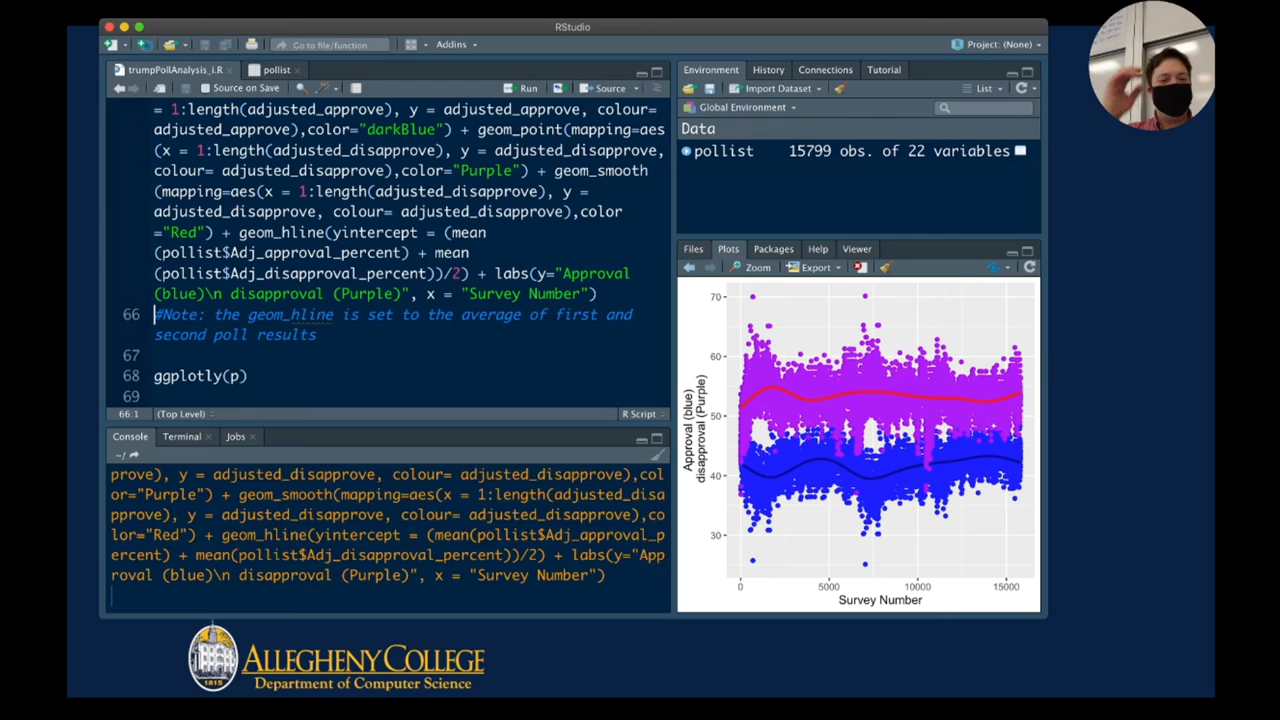 RStudio
Go to file/function
Addins
Project: (None)
trumpPollAnalysis_i.R
pollist
Source on Save
Run
Source
= 1:length(adjusted_approve), y = adjusted_approve, colour=
adjusted_approve),color="darkBlue") + geom_point(mapping=aes
(x = 1:length(adjusted_disapprove), y = adjusted_disapprove,
colour= adjusted_disapprove),color="Purple") + geom_smooth
(mapping=aes(x = 1:length(adjusted_disapprove), y =
adjusted_disapprove, colour= adjusted_disapprove),color
="Red") + geom_hline(yintercept = (mean
(pollist$Adj_approval_percent) + mean
(pollist$Adj_disapproval_percent))/2) + labs(y="Approval
(blue)\n disapproval (Purple)", x = "Survey Number")
66 #Note: the geom_hline is set to the average of first and
second poll results
67
68 ggplotly(p)
69
66:1 (Top Level) R Script
Console Terminal Jobs
~/
prove), y = adjusted_disapprove, colour= adjusted_disapprove),col
or="Purple") + geom_smooth(mapping=aes(x = 1:length(adjusted_disa
pprove), y = adjusted_disapprove, colour= adjusted_disapprove),co
lor="Red") + geom_hline(yintercept = (mean(pollist$Adj_approval_p
ercent) + mean(pollist$Adj_disapproval_percent))/2) + labs(y="App
roval (blue)\n disapproval (Purple)", x = "Survey Number")
Environment History Connections Tutorial
Import Dataset List
Global Environment
Data
pollist 15799 obs. of 22 variables
Files Plots Packages Help Viewer
Zoom Export
70
60
50
40
30
Approval (blue)
disapproval (Purple)
0 5000 10000 15000
Survey Number
1815
ALLEGHENY COLLEGE
Department of Computer Science